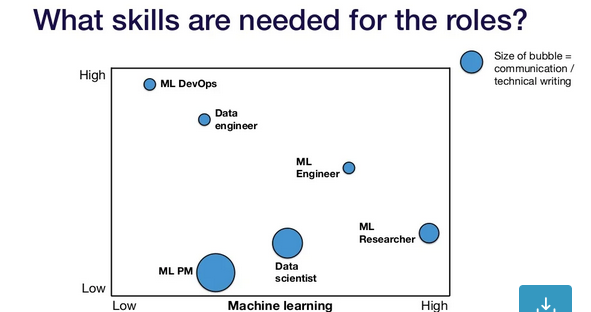 What skills are needed for the roles?
Size of bubble =
communication /
technical writing
High
ML DevOps
Data
engineer
ML
Engineer
ML
Researcher
ML PM
Data
scientist
Low
Low
Machine learning
High